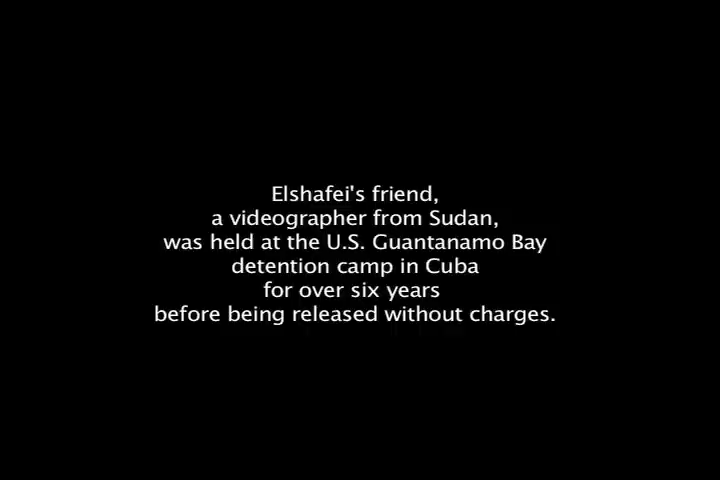 Elshafei's friend,
a videographer from Sudan,
was held at the U.S. Guantanamo Bay
detention camp in Cuba
for over six years
before being released without charges.